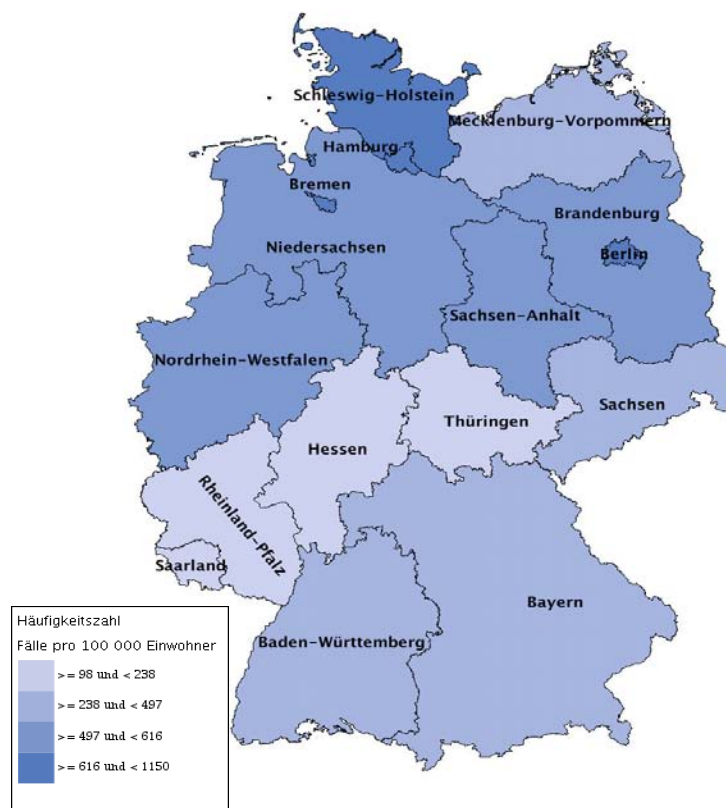 Schleswig-Holstein
Mecklenburg-Vorpommern
Hamburg
Bremen
Brandenburg
Niedersachsen
Berlin
Sachsen-Anhalt
Nordrhein-Westfalen
Sachsen
Thüringen
Hessen
Rheinland-Pfalz
Saarland
Bayern
Baden-Württemberg
Häufigkeitszahl
Fälle pro 100 000 Einwohner
>= 98 und < 238
>= 238 und < 497
>= 497 und < 616
>= 616 und < 1150